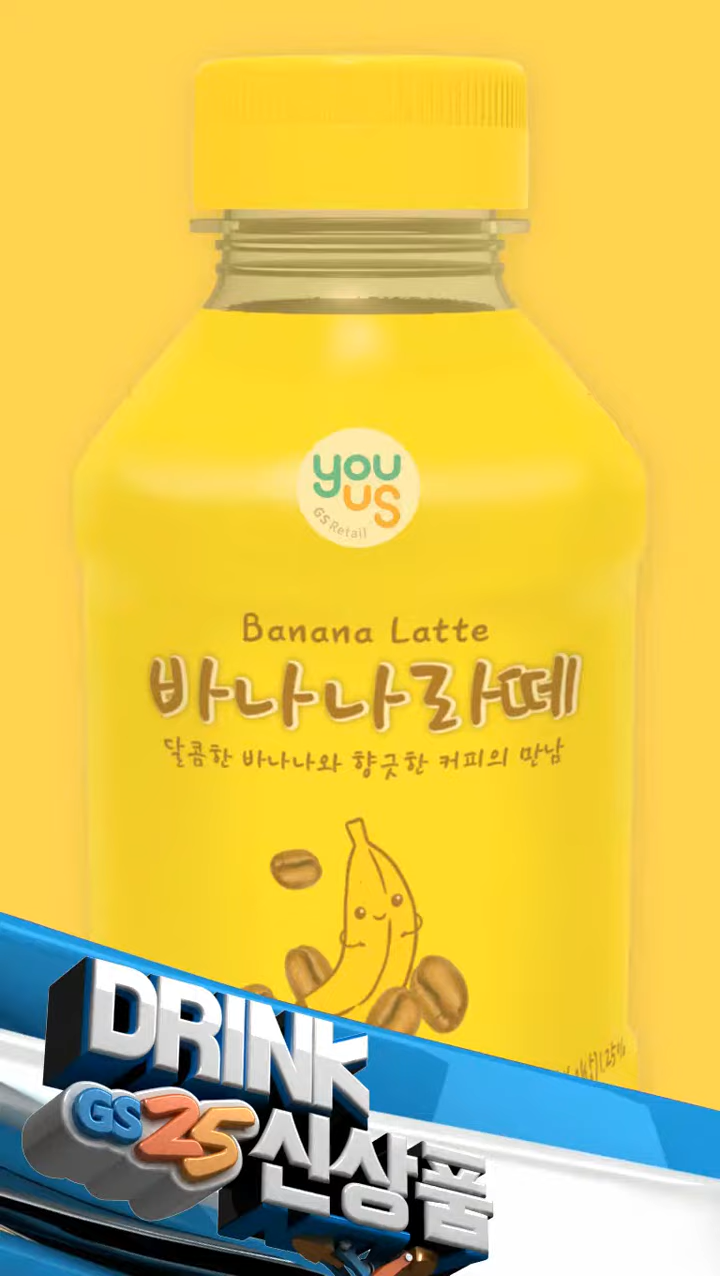 you
us
GS Retail
Banana Latte
바나나라떼
달콤한 바나나와 향긋한 커피의 만남
DRINK
GS25
신상품